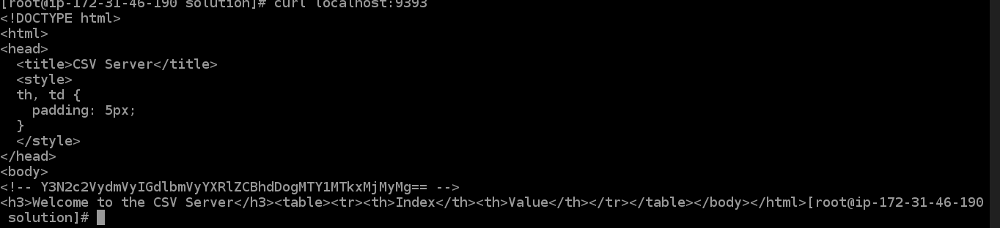 [root@ip-172-31-46-190 solution]# curl localhost:9393
<!DOCTYPE html>
<html>
<head>
  <title>CSV Server</title>
  <style>
  th, td {
    padding: 5px;
  }
  </style>
</head>
<body>
<!-- Y3N2c2VydmVyIGdlbmVyYXRlZCBhdDogMTY1MTkxMjMyMg== -->
<h3>Welcome to the CSV Server</h3><table><tr><th>Index</th><th>Value</th></tr></table></body></html>[root@ip-172-31-46-190
 solution]#